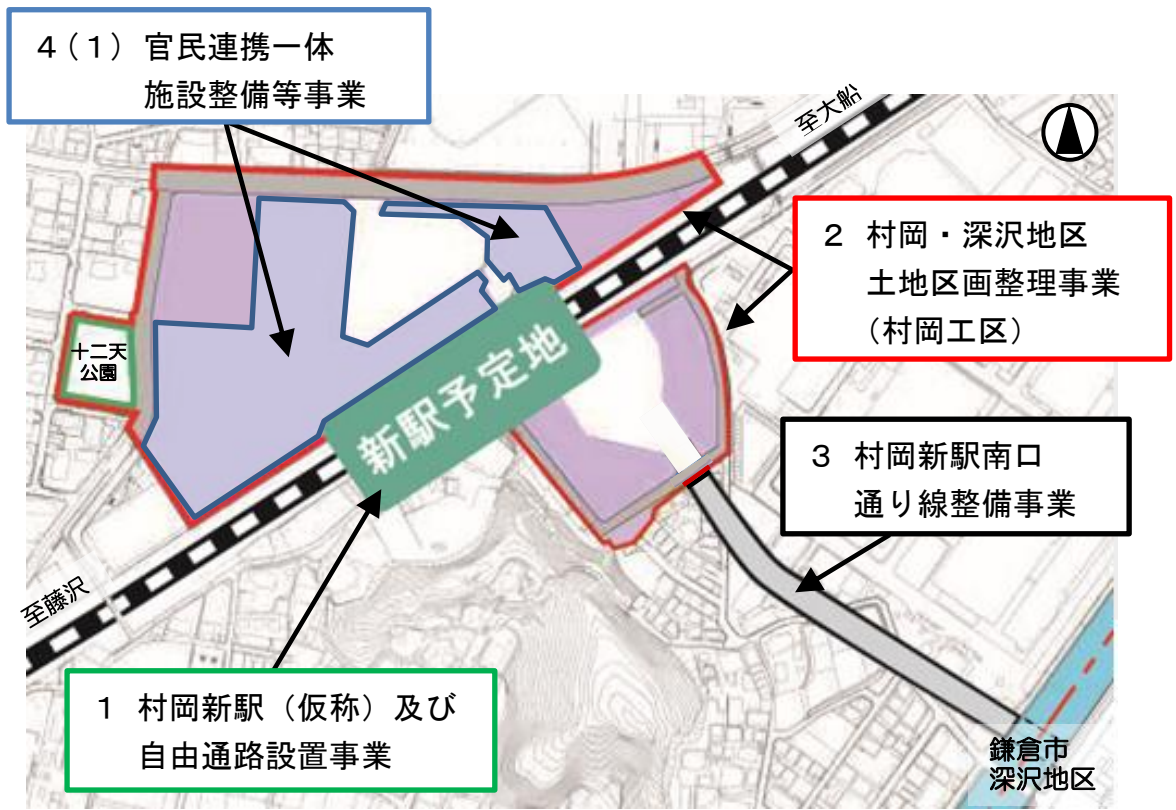 4(1) 官民連携一体
施設整備等事業
至大船
2 村岡・深沢地区
土地区画整理事業
(村岡工区)
十二天
公園
新駅予定地
3 村岡新駅南口
通り線整備事業
至藤沢
1 村岡新駅(仮称)及び
自由通路設置事業
鎌倉市
深沢地区